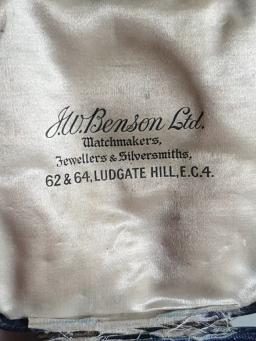 J.W. Benson Ltd.
Watchmakers,
Jewellers & Silversmiths,
62 & 64, LUDGATE HILL, E.C.4.